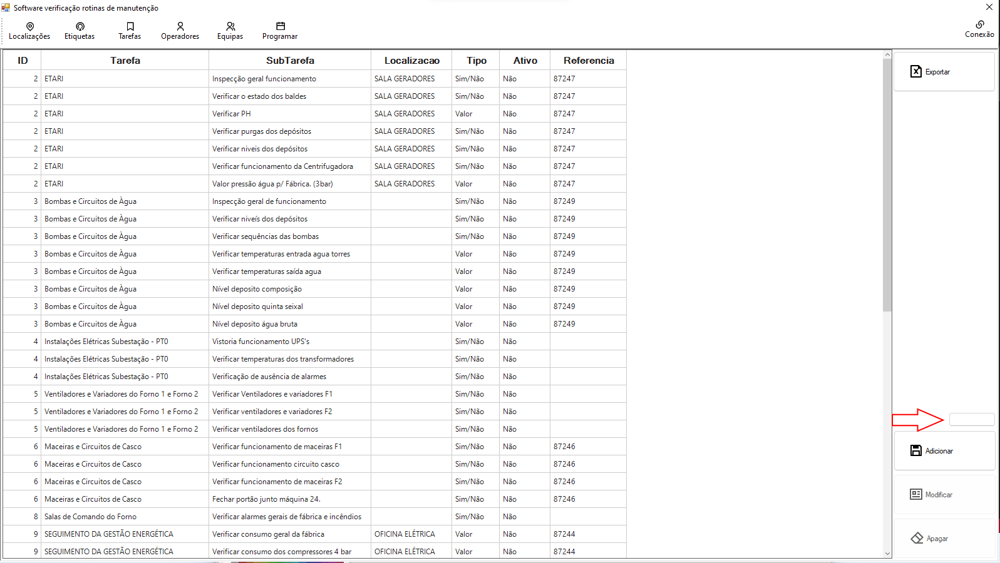 Software verificação rotinas de manutenção
Localizações Etiquetas Tarefas Operadores Equipas Programar Conexão
ID Tarefa SubTarefa Localizacao Tipo Ativo Referencia
Exportar
2 ETARI Inspecção geral funcionamento SALA GERADORES Sim/Não Não 87247
2 ETARI Verificar o estado dos baldes SALA GERADORES Sim/Não Não 87247
2 ETARI Verificar PH SALA GERADORES Valor Não 87247
2 ETARI Verificar purgas dos depósitos SALA GERADORES Sim/Não Não 87247
2 ETARI Verificar niveis dos depósitos SALA GERADORES Sim/Não Não 87247
2 ETARI Verificar funcionamento da Centrifugadora SALA GERADORES Sim/Não Não 87247
2 ETARI Valor pressão água p/ Fábrica. (3bar) SALA GERADORES Valor Não 87247
3 Bombas e Circuitos de Àgua Inspecção geral de funcionamento Sim/Não Não 87249
3 Bombas e Circuitos de Àgua Verificar niveís dos depósitos Sim/Não Não 87249
3 Bombas e Circuitos de Àgua Verificar sequências das bombas Sim/Não Não 87249
3 Bombas e Circuitos de Àgua Verificar temperaturas entrada agua torres Valor Não 87249
3 Bombas e Circuitos de Àgua Verificar temperaturas saída agua Valor Não 87249
3 Bombas e Circuitos de Àgua Nível deposito composição Valor Não 87249
3 Bombas e Circuitos de Àgua Nível deposito quinta seixal Valor Não 87249
3 Bombas e Circuitos de Àgua Nível deposito água bruta Valor Não 87249
4 Instalações Elétricas Subestação - PT0 Vistoria funcionamento UPS's Sim/Não Não
4 Instalações Elétricas Subestação - PT0 Verificar temperaturas dos transformadores Sim/Não Não
4 Instalações Elétricas Subestação - PT0 Verificação de ausência de alarmes Sim/Não Não
5 Ventiladores e Variadores do Forno 1 e Forno 2 Verificar Ventiladores e variadores F1 Sim/Não Não
5 Ventiladores e Variadores do Forno 1 e Forno 2 Verificar ventiladores e variadores F2 Sim/Não Não
5 Ventiladores e Variadores do Forno 1 e Forno 2 Verificar ventiladores dos fornos Sim/Não Não
6 Maceiras e Circuitos de Casco Verificar funcionamento de maceiras F1 Sim/Não Não 87246
6 Maceiras e Circuitos de Casco Verificar funcionamento circuito casco Sim/Não Não 87246
6 Maceiras e Circuitos de Casco Verificar funcionamento de maceiras F2 Sim/Não Não 87246
6 Maceiras e Circuitos de Casco Fechar portão junto máquina 24. Sim/Não Não 87246
8 Salas de Comando do Forno Verificar alarmes gerais de fábrica e incêndios Sim/Não Não
9 SEGUIMENTO DA GESTÃO ENERGÉTICA Verificar consumo geral da fábrica OFICINA ELÉTRICA Valor Não 87244
9 SEGUIMENTO DA GESTÃO ENERGÉTICA Verificar consumo dos compressores 4 bar OFICINA ELÉTRICA Valor Não 87244
Adicionar
Modificar
Apagar